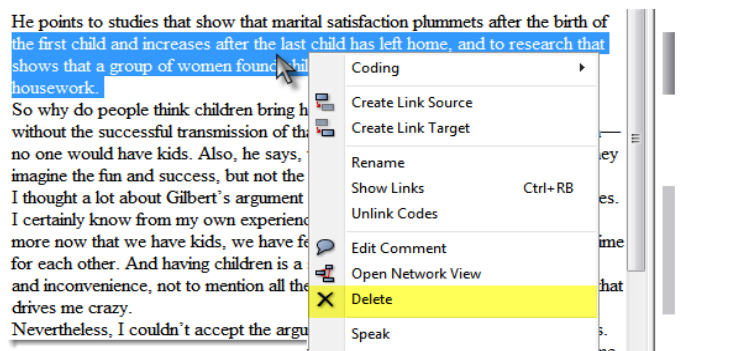 He points to studies that show that marital satisfaction plummets after the birth of
the first child and increases after the last child has left home, and to research that
shows that a group of women found
housework.
So why do people think children bring h
without the successful transmission of tha
no one would have kids. Also, he says,
imagine the fun and success, but not the
I thought a lot about Gilbert's argument
es.
I certainly know from my own experienc
more now that we have kids, we have fe
ime
for each other. And having children is a
and inconvenience, not to mention all the
hat
drives me crazy.
Nevertheless, I couldn't accept the argu
s.
Coding
Create Link Source
Create Link Target
Rename
Show Links Ctrl+RB
Unlink Codes
Edit Comment
Open Network View
Delete
Speak